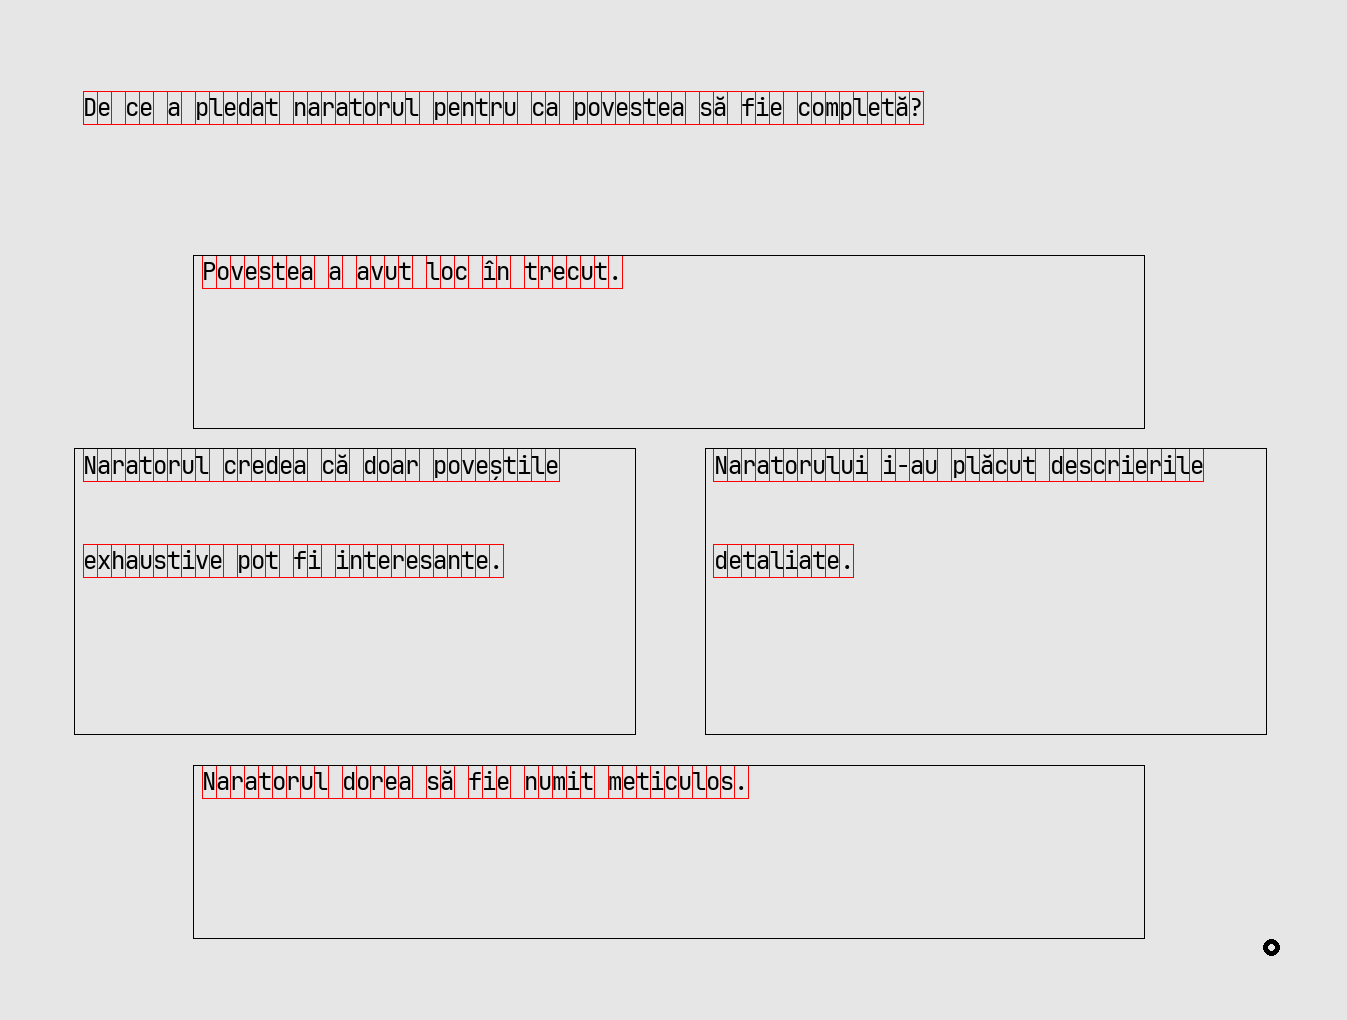 De ce a pledat naratorul pentru ca povestea să fie completă?
Povestea a avut loc în trecut.
Naratorul credea că doar poveștile
exhaustive pot fi interesante.
Naratorului i-au plăcut descrierile
detaliate.
Naratorul dorea să fie numit meticulos.